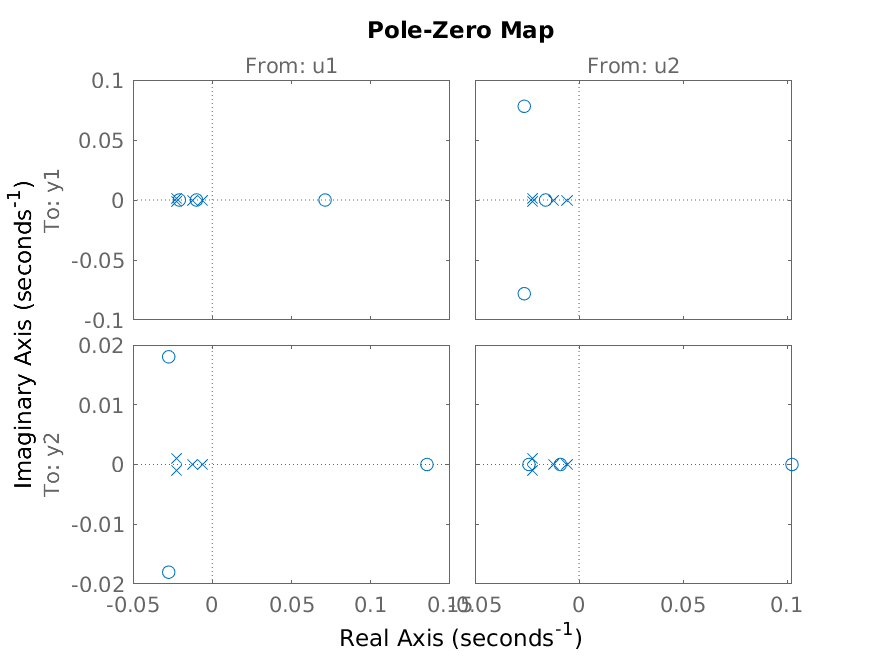 Pole-Zero Map
From: u1
From: u2
0.1
0.05
0
-0.05
-0.1
To: y1
0.02
0.01
0
-0.01
-0.02
To: y2
Imaginary Axis (seconds⁻¹)
-0.05 0 0.05 0.1 0.15
-0.05 0 0.05 0.1
Real Axis (seconds⁻¹)